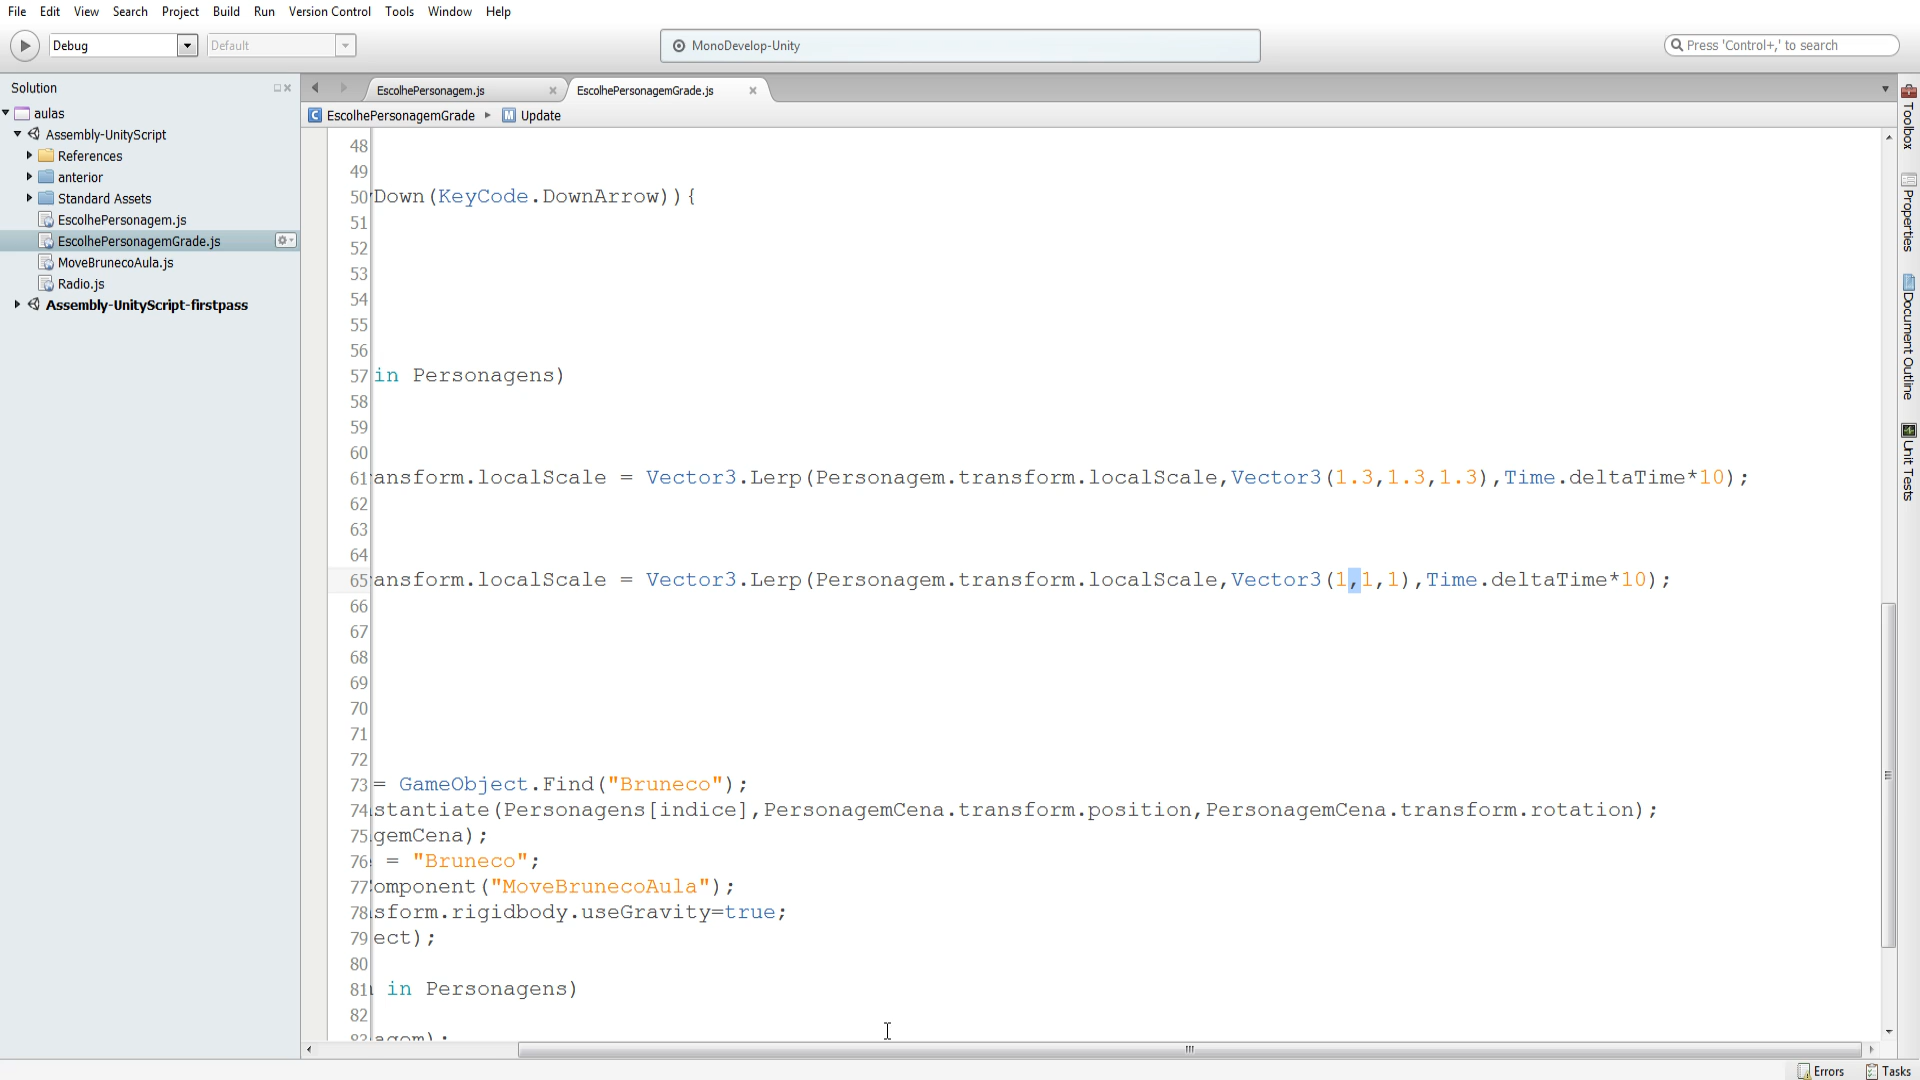 File Edit View Search Project Build Run Version Control Tools Window Help
Debug Default MonoDevelop-Unity Press 'Control+,' to search
Solution
aulas
Assembly-UnityScript
References
anterior
Standard Assets
EscolhePersonagem.js
EscolhePersonagemGrade.js
MoveBrunecoAula.js
Radio.js
Assembly-UnityScript-firstpass
EscolhePersonagem.js EscolhePersonagemGrade.js
EscolhePersonagemGrade Update
48
49
50 Down(KeyCode.DownArrow)){
51
52
53
54
55
56
57 in Personagens)
58
59
60
61 ansform.localScale = Vector3.Lerp(Personagem.transform.localScale,Vector3(1.3,1.3,1.3),Time.deltaTime*10);
62
63
64
65 ansform.localScale = Vector3.Lerp(Personagem.transform.localScale,Vector3(1,1,1),Time.deltaTime*10);
66
67
68
69
70
71
72
73 = GameObject.Find("Bruneco");
74 stantiate(Personagens[indice],PersonagemCena.transform.position,PersonagemCena.transform.rotation);
75 gemCena);
76 = "Bruneco";
77 omponent("MoveBrunecoAula");
78 sform.rigidbody.useGravity=true;
79 ect);
80
81 in Personagens)
82
83 agem);
Toolbox
Properties
Document Outline
Unit Tests
Errors Tasks